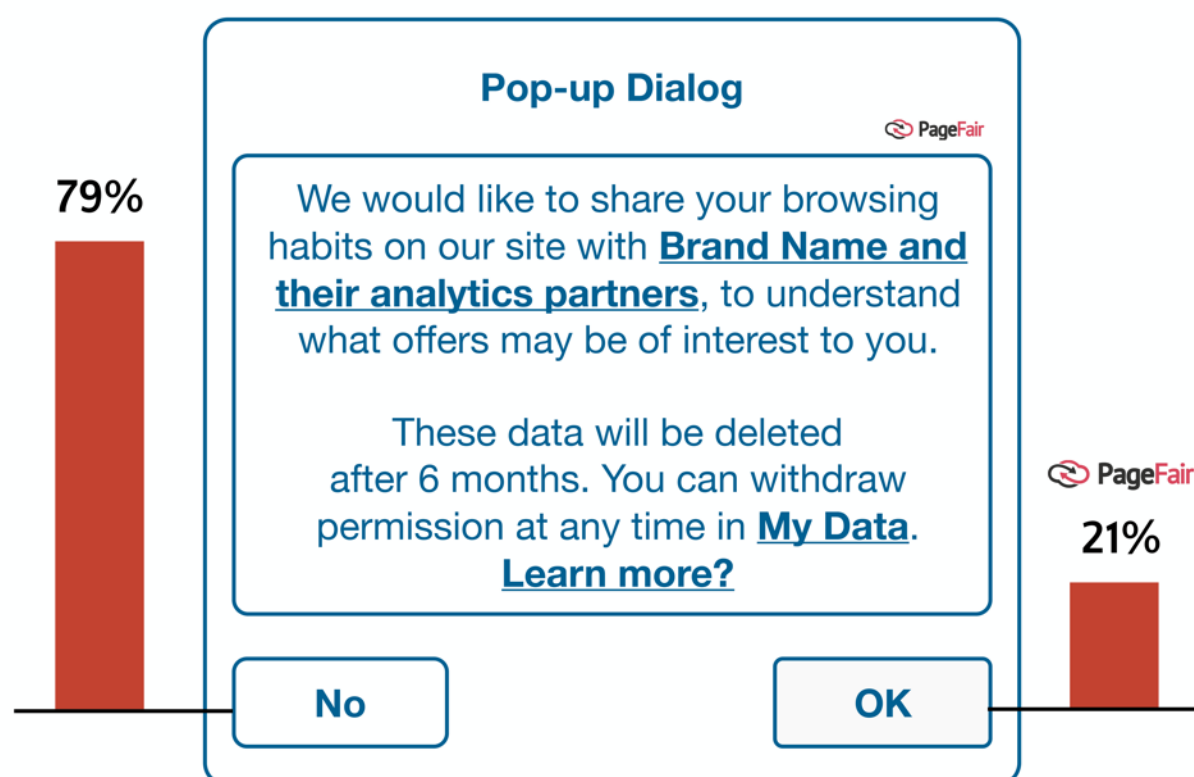 Pop-up Dialog
PageFair
79%
We would like to share your browsing
habits on our site with Brand Name and
their analytics partners, to understand
what offers may be of interest to you.
These data will be deleted
after 6 months. You can withdraw
permission at any time in My Data.
Learn more?
PageFair
21%
No
OK